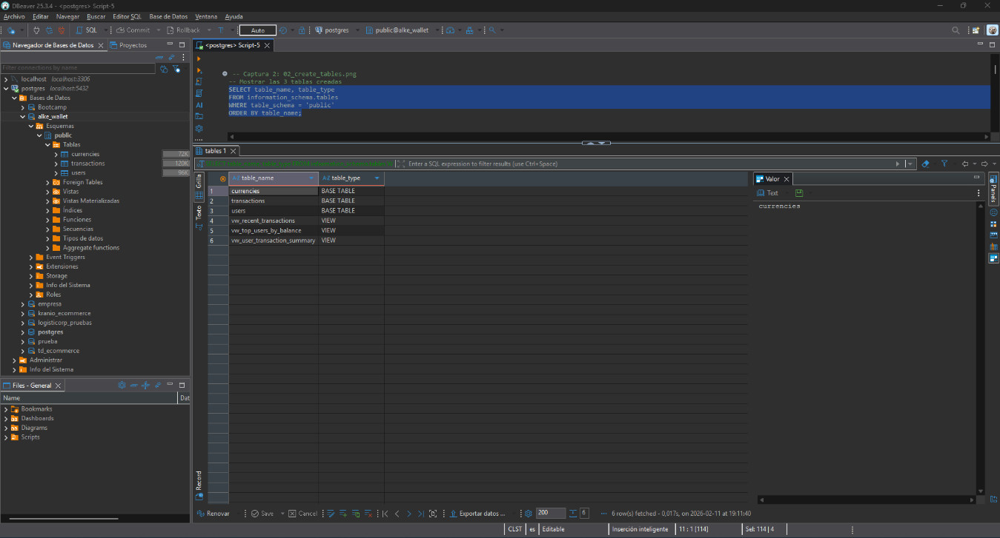 DBeaver 25.3.4 - <postgres> Script-5
Archivo Editar Navegar Buscar Editor SQL Base de Datos Ventana Ayuda
SQL Commit Rollback T Auto postgres public@alke_wallet
Navegador de Bases de Datos Proyectos
Filter connections by name
localhost localhost:3306
postgres localhost:5432
Bases de Datos
Bootcamp
alke_wallet
Esquemas
public
Tablas
currencies 72K
transactions 120K
users 96K
Foreign Tables
Vistas
Vistas Materializadas
Índices
Funciones
Secuencias
Tipos de datos
Aggregate functions
Event Triggers
Extensiones
Storage
Info del Sistema
Roles
empresa
kranio_ecommerce
logisticorp_pruebas
postgres
prueba
td_ecommerce
Administrar
Info del Sistema
Files - General
Name Dat
Bookmarks
Dashboards
Diagrams
Scripts
<postgres> Script-5
-- Captura 2: 02_create_tables.png
-- Mostrar las 3 tablas creadas
SELECT table_name, table_type
FROM information_schema.tables
WHERE table_schema = 'public'
ORDER BY table_name;
AI
tables 1
Enter a SQL expression to filter results (use Ctrl+Space)
Grilla
Texto
Record
A-Z table_name A-Z table_type
1 currencies BASE TABLE
2 transactions BASE TABLE
3 users BASE TABLE
4 vw_recent_transactions VIEW
5 vw_top_users_by_balance VIEW
6 vw_user_transaction_summary VIEW
Valor
Text
currencies
Panels
Renovar Save Cancel Exportar datos ... 200 6 ... 6 row(s) fetched - 0,017s, on 2026-02-11 at 19:11:40
CLST es Editable Inserción inteligente 11 : 1 [114] Sel: 114 | 4